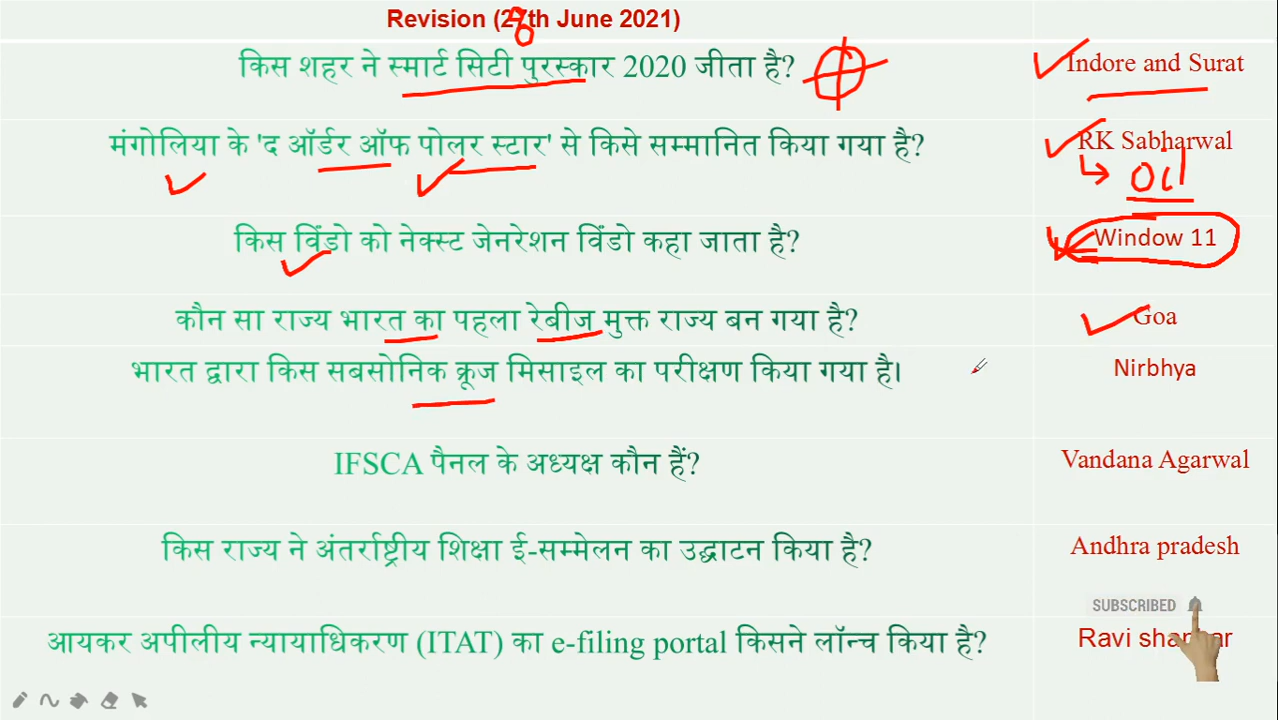 Revision (28th June 2021)
किस शहर ने स्मार्ट सिटी पुरस्कार 2020 जीता है?
Indore and Surat
मंगोलिया के 'द ऑर्डर ऑफ पोलर स्टार' से किसे सम्मानित किया गया है?
RK Sabharwal
oil
किस विंडो को नेक्स्ट जेनरेशन विंडो कहा जाता है?
Window 11
कौन सा राज्य भारत का पहला रेबीज मुक्त राज्य बन गया है?
Goa
भारत द्वारा किस सबसोनिक क्रूज मिसाइल का परीक्षण किया गया है।
Nirbhya
IFSCA पैनल के अध्यक्ष कौन हैं?
Vandana Agarwal
किस राज्य ने अंतर्राष्ट्रीय शिक्षा ई-सम्मेलन का उद्घाटन किया है?
Andhra pradesh
SUBSCRIBED
आयकर अपीलीय न्यायाधिकरण (ITAT) का e-filing portal किसने लॉन्च किया है?
Ravi